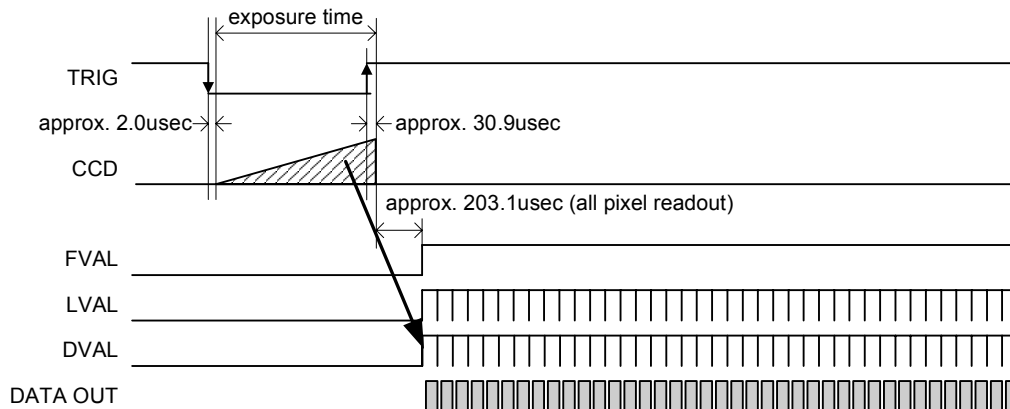 exposure time
TRIG
approx. 2.0usec
approx. 30.9usec
CCD
approx. 203.1usec (all pixel readout)
FVAL
LVAL
DVAL
DATA OUT